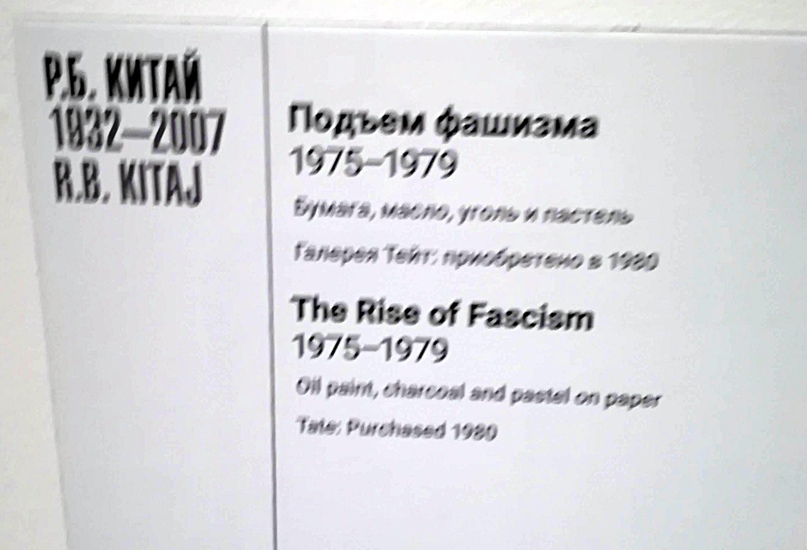 Р.Б. КИТАЙ
1932–2007
R.B. KITAJ
Подъем фашизма
1975–1979
Бумага, масло, уголь и пастель
Галерея Тейт: приобретено в 1980
The Rise of Fascism
1975–1979
Oil paint, charcoal and pastel on paper
Tate: Purchased 1980